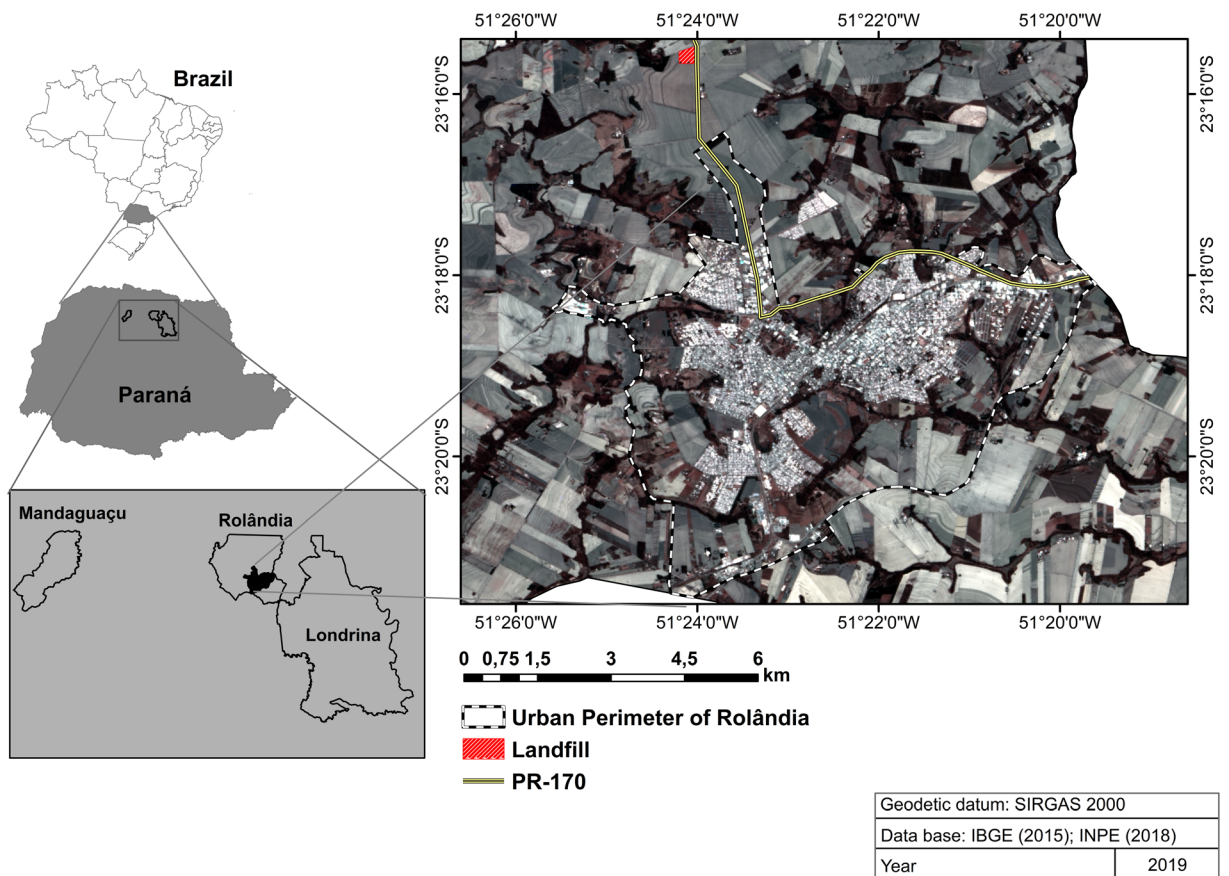 Brazil
Paraná
Mandaguaçu
Rolândia
Londrina
51°26'0"W 51°24'0"W 51°22'0"W 51°20'0"W
23°16'0"S 23°16'0"S
23°18'0"S 23°18'0"S
23°20'0"S 23°20'0"S
51°26'0"W 51°24'0"W 51°22'0"W 51°20'0"W
0 0,75 1,5 3 4,5 6
km
Urban Perimeter of Rolândia
Landfill
PR-170
Geodetic datum: SIRGAS 2000
Data base: IBGE (2015); INPE (2018)
Year 2019